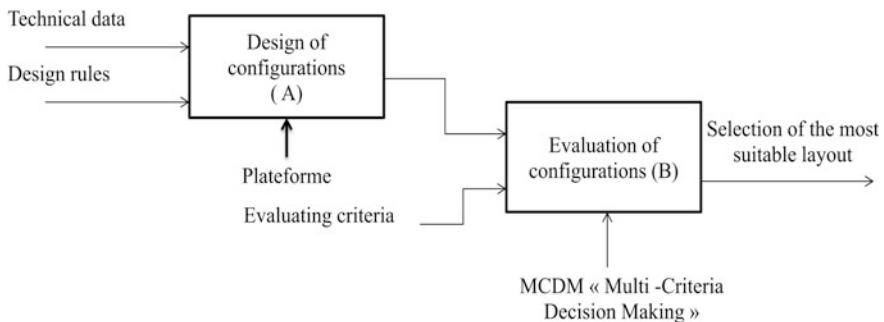 Technical data
Design rules
Design of
configurations
( A)
Plateforme
Evaluating criteria
Evaluation of
configurations (B)
Selection of the most
suitable layout
MCDM « Multi -Criteria
Decision Making »